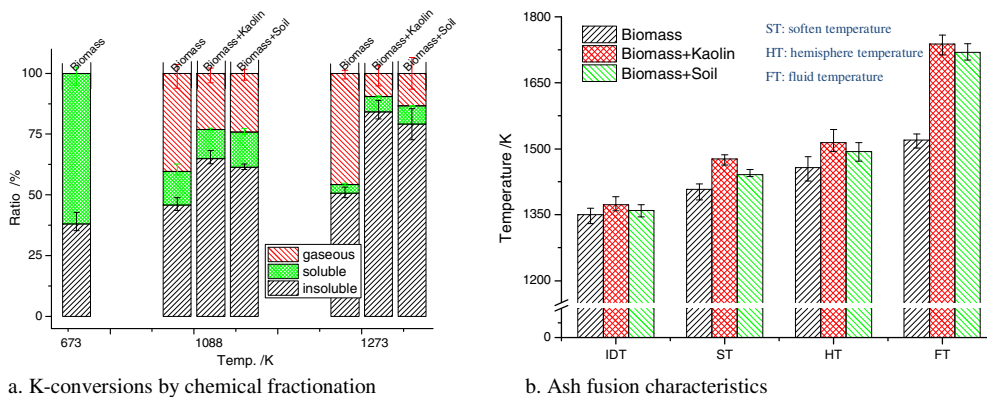 Biomass
Biomass
Biomass+Kaolin
Biomass+Soil
Biomass
Biomass+Kaolin
Biomass+Soil
100
75
50
25
0
Ratio /%
gaseous
soluble
insoluble
673
1088
1273
Temp. /K
a. K-conversions by chemical fractionation
1800
1650
1500
1350
1200
0
Temperature /K
Biomass
Biomass+Kaolin
Biomass+Soil
ST: soften temperature
HT: hemisphere temperature
FT: fluid temperature
IDT
ST
HT
FT
b. Ash fusion characteristics